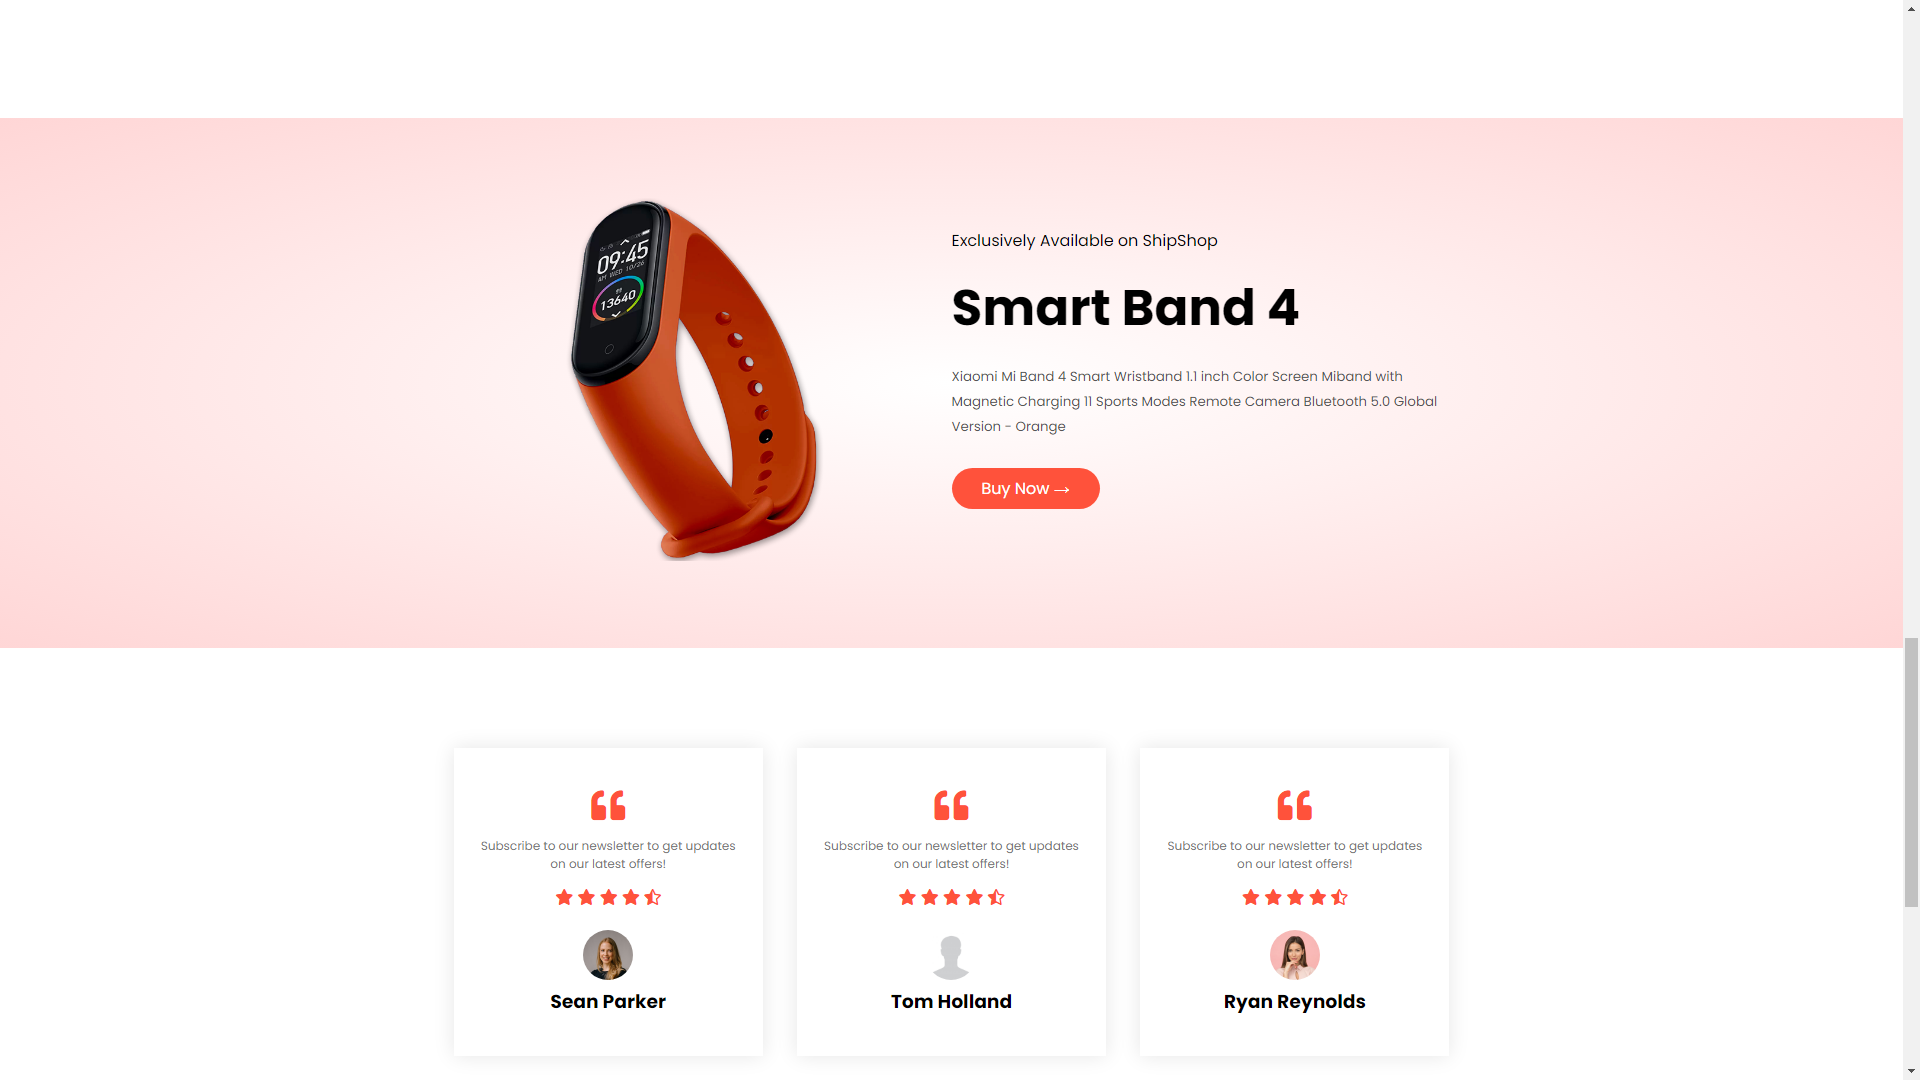 09:45
AM WED 10/26
13640
Exclusively Available on ShipShop
Smart Band 4
Xiaomi Mi Band 4 Smart Wristband 1.1 inch Color Screen Miband with
Magnetic Charging 11 Sports Modes Remote Camera Bluetooth 5.0 Global
Version - Orange
Buy Now →
Subscribe to our newsletter to get updates
on our latest offers!
Sean Parker
Subscribe to our newsletter to get updates
on our latest offers!
Tom Holland
Subscribe to our newsletter to get updates
on our latest offers!
Ryan Reynolds